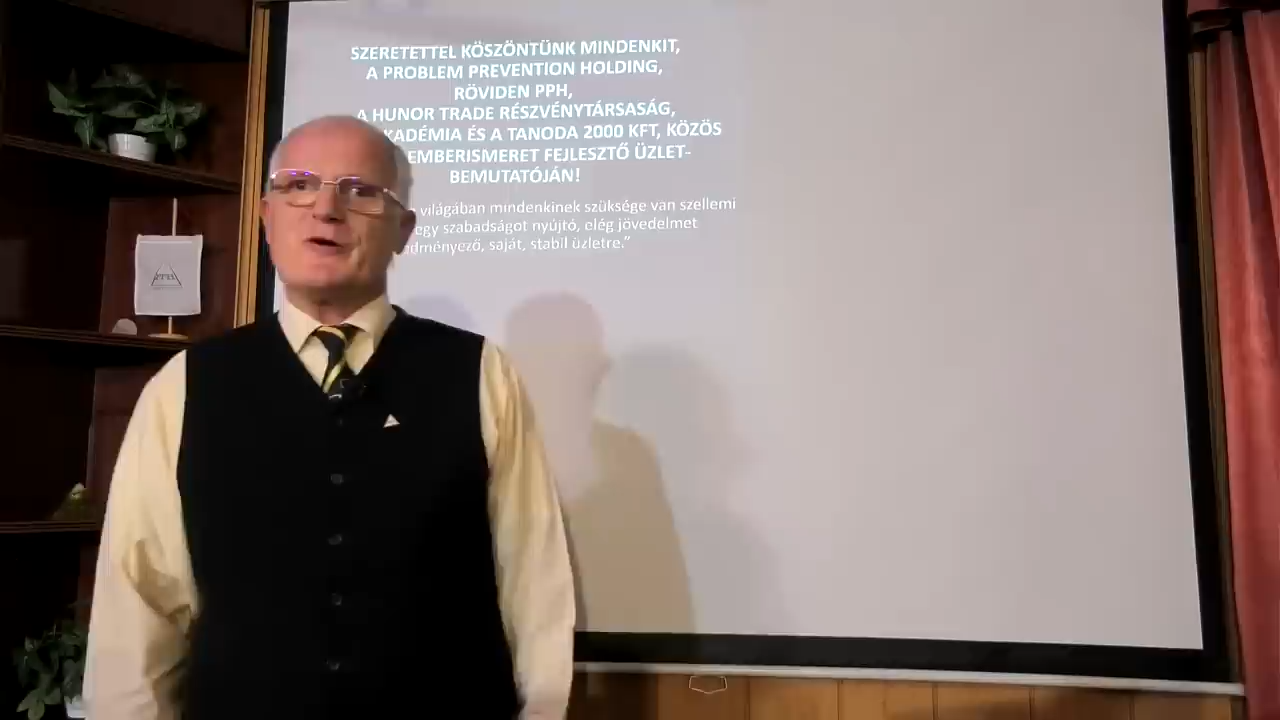 SZERETETTEL KÖSZÖNTÜNK MINDENKIT,
A PROBLEM PREVENTION HOLDING,
RÖVIDEN PPH,
A HUNOR TRADE RÉSZVÉNYTÁRSASÁG,
ÉS A TANODA 2000 KFT, KÖZÖS
EMBERISMERET FEJLESZTŐ ÜZLET-
BEMUTATÓJÁN!
világában mindenkinek szüksége van szellemi
egy szabadságot nyújtó, elég jövedelmet
saját, stabil üzletre.”